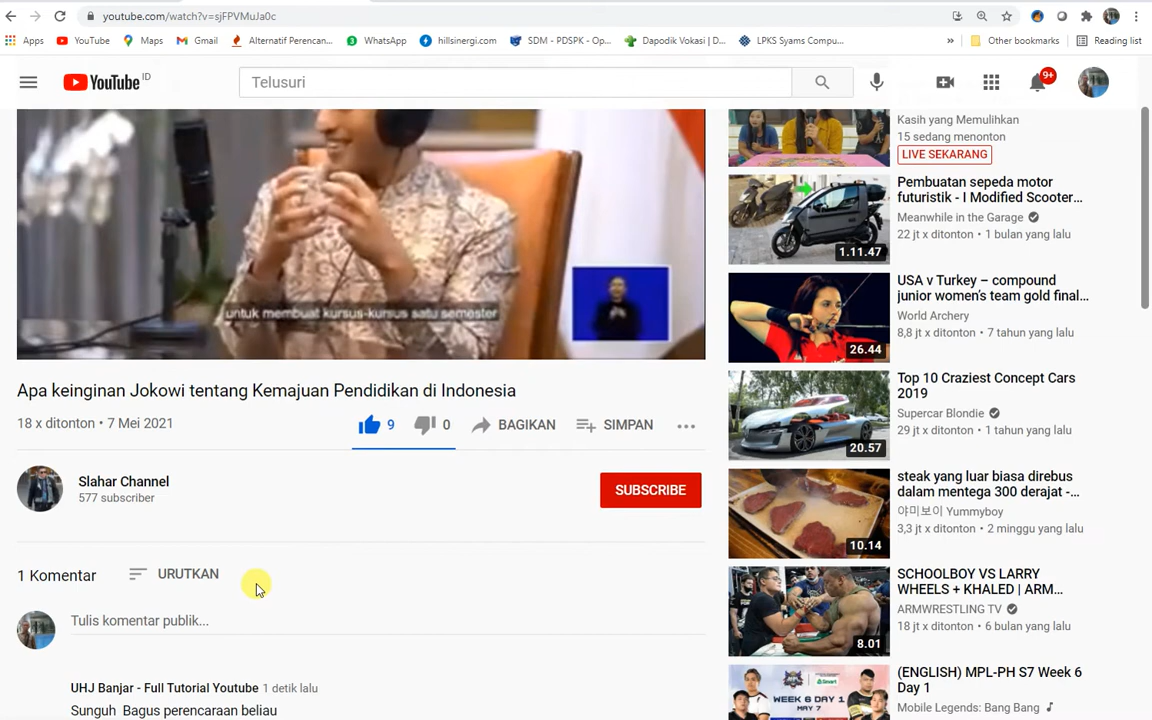 youtube.com/watch?v=sjFPVMuJa0c
Apps YouTube Maps Gmail Alternatif Perencan... WhatsApp hillsinergi.com SDM - PDSPK - Op... Dapodik Vokasi | D... LPKS Syams Compu... » Other bookmarks Reading list
YouTube ID
Telusuri
9+
untuk membuat kursus-kursus satu semester
Apa keinginan Jokowi tentang Kemajuan Pendidikan di Indonesia
18 x ditonton • 7 Mei 2021
9 0 BAGIKAN SIMPAN
Slahar Channel
577 subscriber
SUBSCRIBE
1 Komentar URUTKAN
Tulis komentar publik...
UHJ Banjar - Full Tutorial Youtube 1 detik lalu
Sunguh Bagus perencaraan beliau
Kasih yang Memulihkan
15 sedang menonton
LIVE SEKARANG
Pembuatan sepeda motor
futuristik - I Modified Scooter...
Meanwhile in the Garage
22 jt x ditonton • 1 bulan yang lalu
1.11.47
USA v Turkey – compound
junior women's team gold final...
World Archery
8,8 jt x ditonton • 7 tahun yang lalu
26.44
Top 10 Craziest Concept Cars
2019
Supercar Blondie
29 jt x ditonton • 1 tahun yang lalu
20.57
steak yang luar biasa direbus
dalam mentega 300 derajat -...
야미보이 Yummyboy
3,3 jt x ditonton • 2 minggu yang lalu
10.14
SCHOOLBOY VS LARRY
WHEELS + KHALED | ARM...
ARMWRESTLING TV
18 jt x ditonton • 6 bulan yang lalu
8.01
(ENGLISH) MPL-PH S7 Week 6
Day 1
Mobile Legends: Bang Bang
WEEK 6 DAY 1
MAY 7
Smart